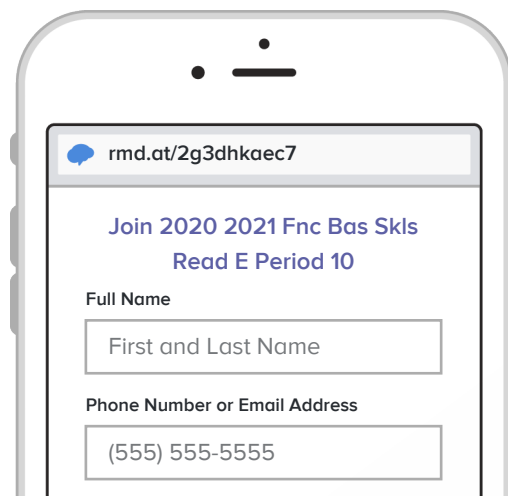 rmd.at/2g3dhkaec7
Join 2020 2021 Fnc Bas Skls
Read E Period 10
Full Name
First and Last Name
Phone Number or Email Address
(555) 555-5555